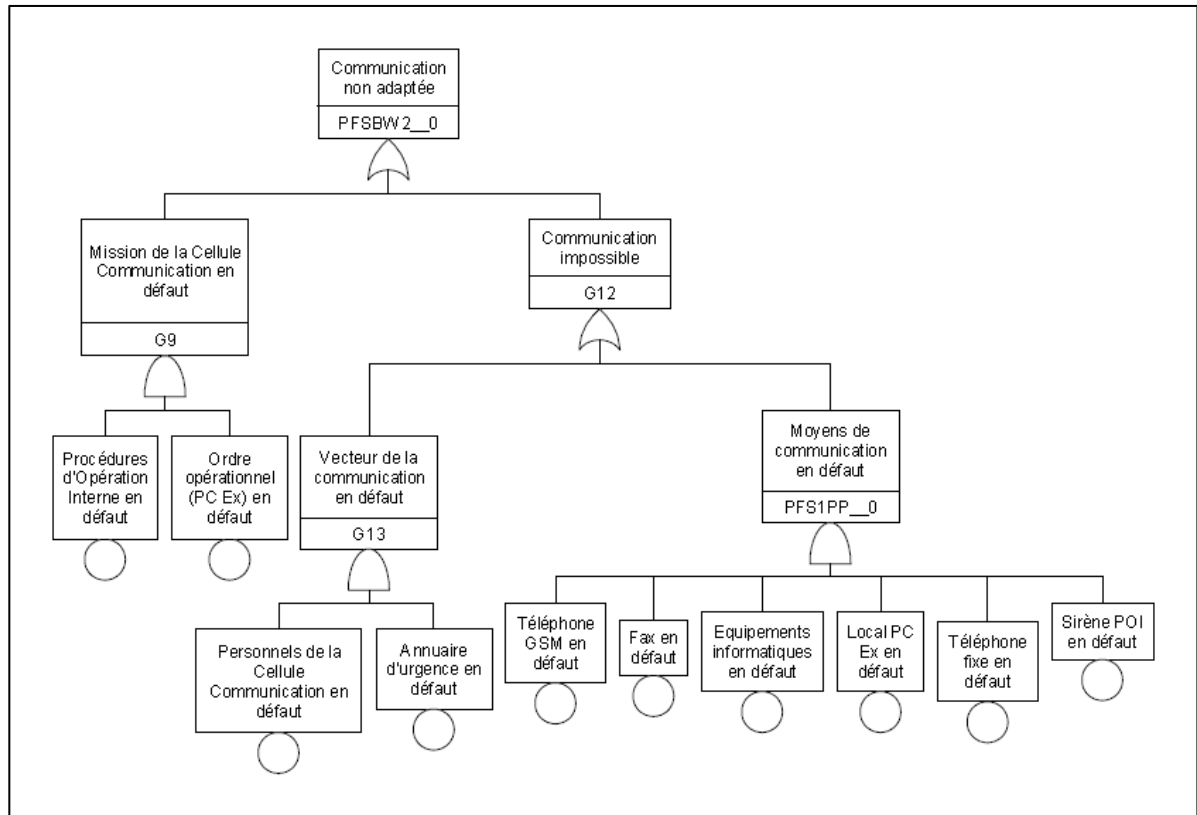 Communication
non adaptée
PFSBW2__0
Mission de la Cellule
Communication en
défaut
G9
Communication
impossible
G12
Procédures
d'Opération
Interne en
défaut
Ordre
opérationnel
(PC Ex) en
défaut
Vecteur de la
communication
en défaut
G13
Moyens de
communication
en défaut
PFS1PP__0
Personnels de la
Cellule
Communication en
défaut
Annuaire
d'urgence en
défaut
Téléphone
GSM en
défaut
Fax en
défaut
Equipements
informatiques
en défaut
Local PC
Ex en
défaut
Téléphone
fixe en
défaut
Sirène POI
en défaut